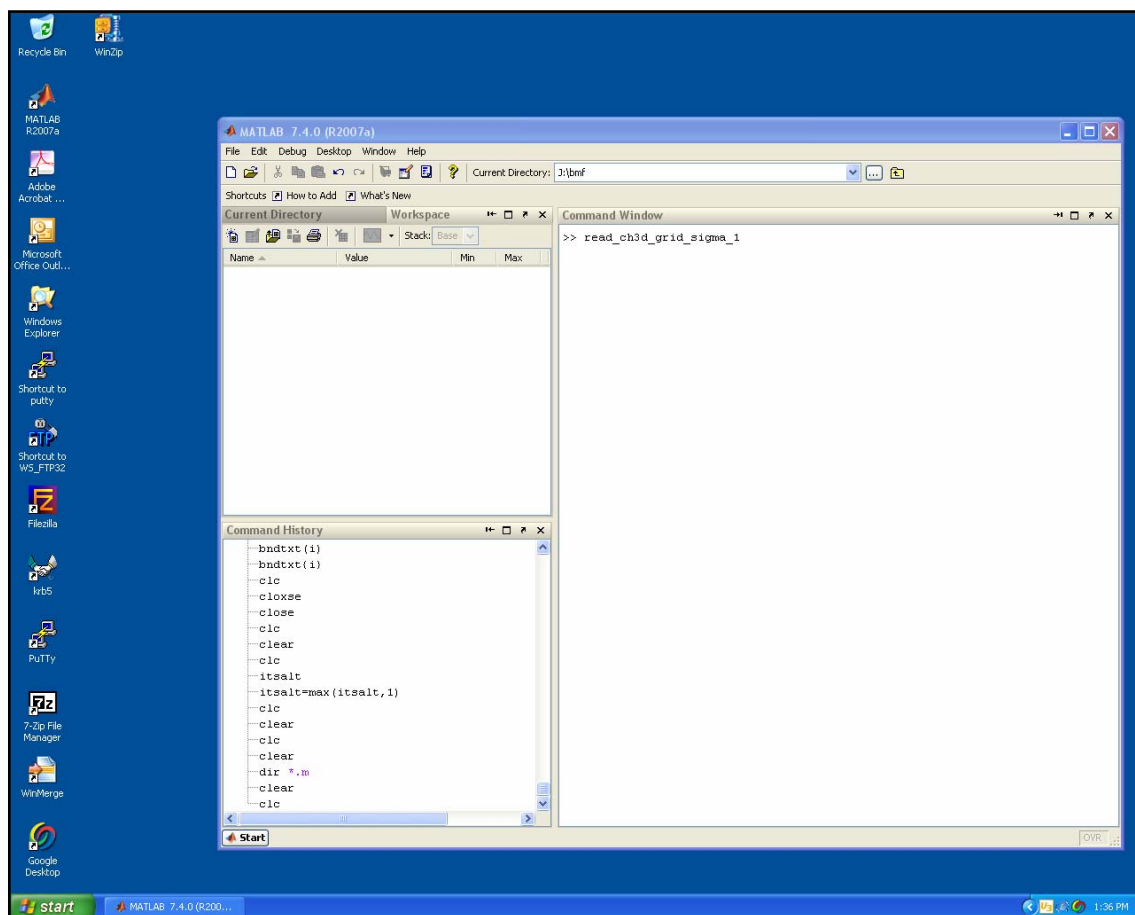 Recycle Bin
WinZip
MATLAB
R2007a
Adobe
Acrobat ...
Microsoft
Office Outl...
Windows
Explorer
Shortcut to
putty
Shortcut to
WS_FTP32
Filezilla
krb5
PuTTy
7-Zip File
Manager
WinMerge
Google
Desktop
MATLAB 7.4.0 (R2007a)
File Edit Debug Desktop Window Help
Current Directory: J:\bmf
Shortcuts How to Add What's New
Current Directory Workspace
Stack: Base
Name Value Min Max
Command History
bndtxt(i)
bndtxt(i)
clc
cloxse
close
clc
clear
clc
itsalt
itsalt=max(itsalt,1)
clc
clear
clc
clear
dir *.m
clear
clc
Command Window
>> read_ch3d_grid_sigma_1
Start
OVR
start
MATLAB 7.4.0 (R200...
1:36 PM